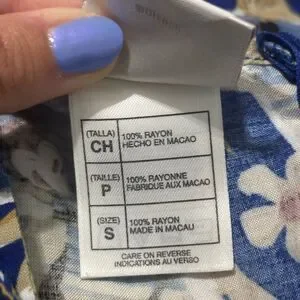 (TALLA) 100% RAYON
CH HECHO EN MACAO
(TAILLE) 100% RAYONNE
P FABRIQUE AUX MACAO
(SIZE) 100% RAYON
S MADE IN MACAU
CARE ON REVERSE
INDICATIONS AU VERSO